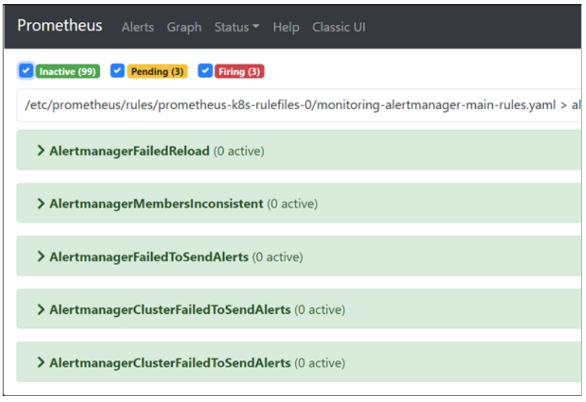 Prometheus Alerts Graph Status Help Classic UI
Inactive (99) Pending (3) Firing (3)
/etc/prometheus/rules/prometheus-k8s-rulefiles-0/monitoring-alertmanager-main-rules.yaml > al
AlertmanagerFailedReload (0 active)
AlertmanagerMembersInconsistent (0 active)
AlertmanagerFailedToSendAlerts (0 active)
AlertmanagerClusterFailedToSendAlerts (0 active)
AlertmanagerClusterFailedToSendAlerts (0 active)